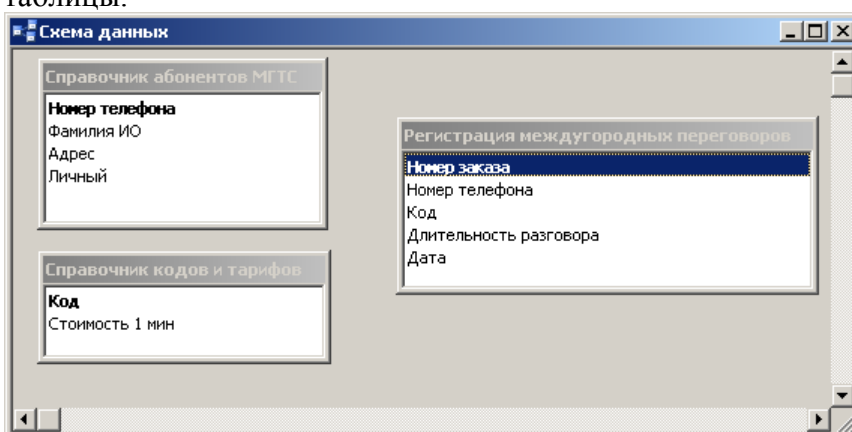 таблицы.
Схема данных
Справочник абонентов МГТС
Номер телефона
Фамилия ИО
Адрес
Личный
Регистрация междугородных переговоров
Номер заказа
Номер телефона
Код
Длительность разговора
Дата
Справочник кодов и тарифов
Код
Стоимость 1 мин